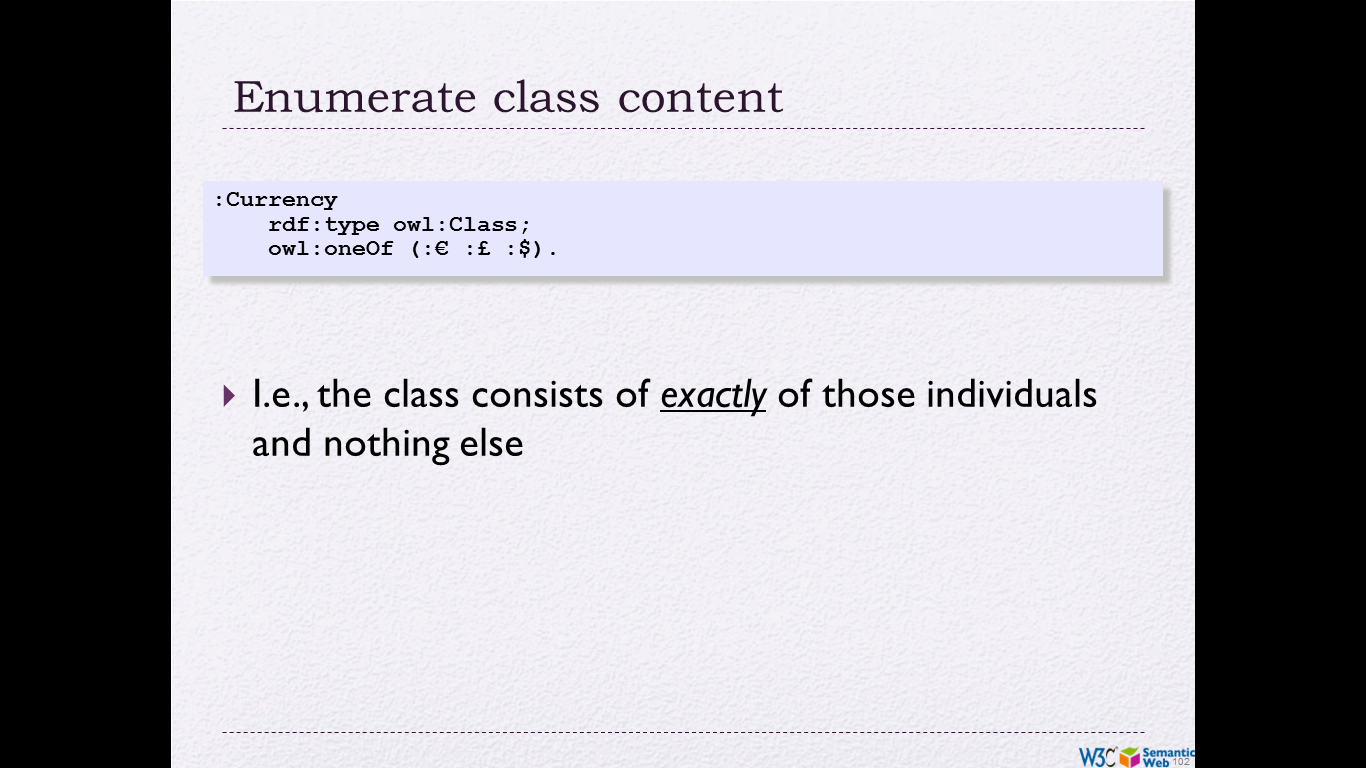 Enumerate class content
:Currency
    rdf:type owl:Class;
    owl:oneOf (:€ :£ :$).
I.e., the class consists of exactly of those individuals
and nothing else
W3C Semantic
Web 102